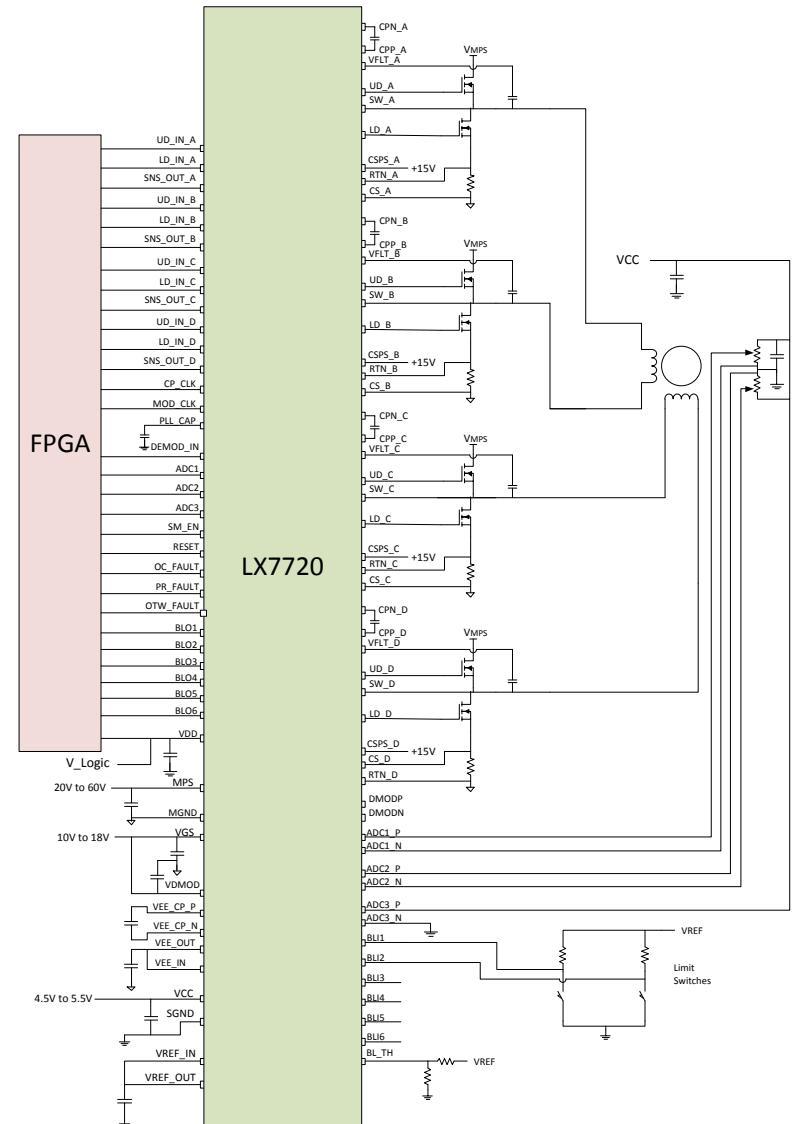 FPGA
UD_IN_A
LD_IN_A
SNS_OUT_A
UD_IN_B
LD_IN_B
SNS_OUT_B
UD_IN_C
LD_IN_C
SNS_OUT_C
UD_IN_D
LD_IN_D
SNS_OUT_D
CP_CLK
MOD_CLK
PLL_CAP
DEMOD_IN
ADC1
ADC2
ADC3
SM_EN
RESET
OC_FAULT
PR_FAULT
OTW_FAULT
BLO1
BLO2
BLO3
BLO4
BLO5
BLO6
VDD
V_Logic
20V to 60V
MPS
MGND
10V to 18V
VGS
VDMOD
VEE_CP_P
VEE_CP_N
VEE_OUT
VEE_IN
4.5V to 5.5V
VCC
SGND
VREF_IN
VREF_OUT
LX7720
CPN_A
CPP_A
VFLT_A
VMPS
UD_A
SW_A
LD_A
CSPS_A
+15V
RTN_A
CS_A
CPN_B
CPP_B
VFLT_B
VMPS
UD_B
SW_B
LD_B
CSPS_B
+15V
RTN_B
CS_B
CPN_C
CPP_C
VFLT_C
VMPS
UD_C
SW_C
LD_C
CSPS_C
+15V
RTN_C
CS_C
CPN_D
CPP_D
VFLT_D
VMPS
UD_D
SW_D
LD_D
CSPS_D
+15V
CS_D
RTN_D
DMODP
DMODN
ADC1_P
ADC1_N
ADC2_P
ADC2_N
ADC3_P
ADC3_N
BLI1
BLI2
BLI3
BLI4
BLI5
BLI6
BL_TH
VREF
VCC
VREF
Limit
Switches